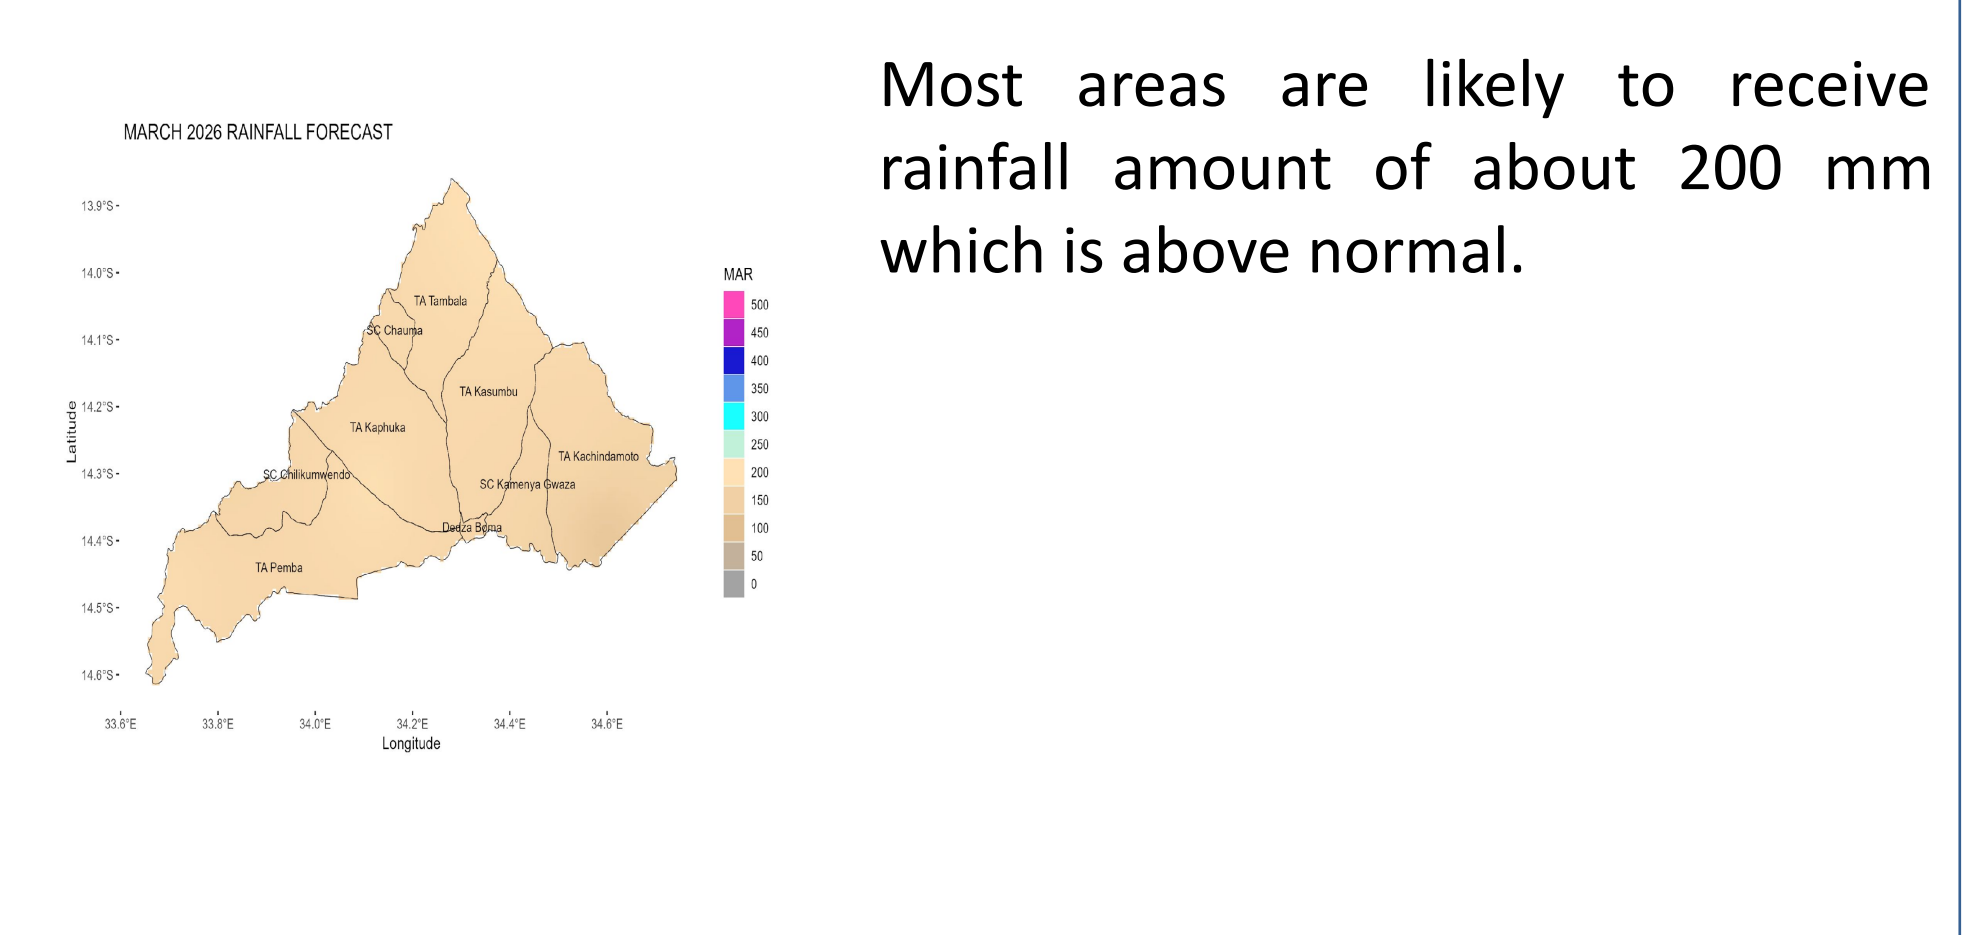 Most areas are likely to receive
rainfall amount of about 200 mm
which is above normal.
MARCH 2026 RAINFALL FORECAST
13.9°S
14.0°S
14.1°S
14.2°S
14.3°S
14.4°S
14.5°S
14.6°S
Latitude
TA Tambala
SC Chauma
TA Kasumbu
TA Kaphuka
TA Kachindamoto
SC Chilikumwendo
SC Kamenya Gwaza
Dedza Boma
TA Pemba
33.6°E
33.8°E
34.0°E
34.2°E
34.4°E
34.6°E
Longitude
MAR
500
450
400
350
300
250
200
150
100
50
0